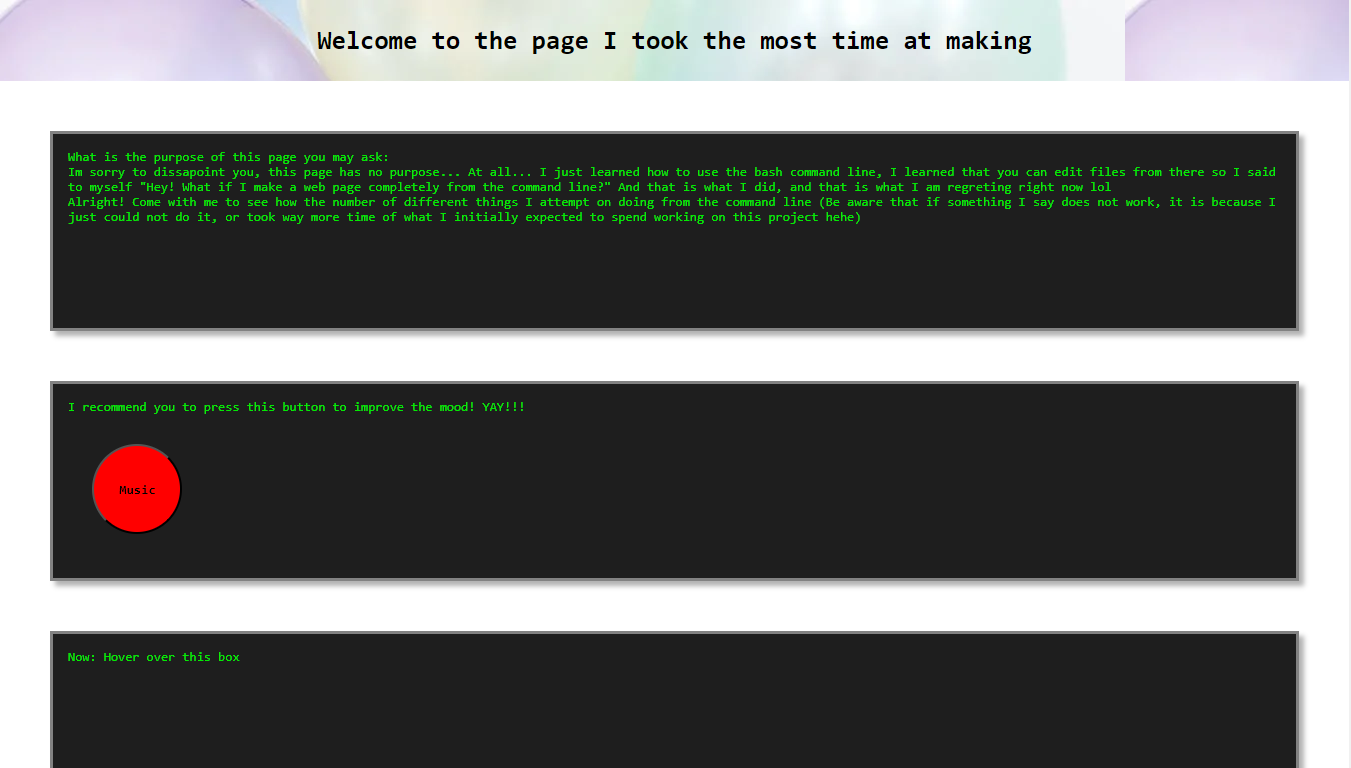 Welcome to the page I took the most time at making
What is the purpose of this page you may ask:
Im sorry to dissapoint you, this page has no purpose... At all... I just learned how to use the bash command line, I learned that you can edit files from there so I said
to myself "Hey! What if I make a web page completely from the command line?" And that is what I did, and that is what I am regreting right now lol
Alright! Come with me to see how the number of different things I attempt on doing from the command line (Be aware that if something I say does not work, it is because I
just could not do it, or took way more time of what I initially expected to spend working on this project hehe)
I recommend you to press this button to improve the mood! YAY!!!
Music
Now: Hover over this box